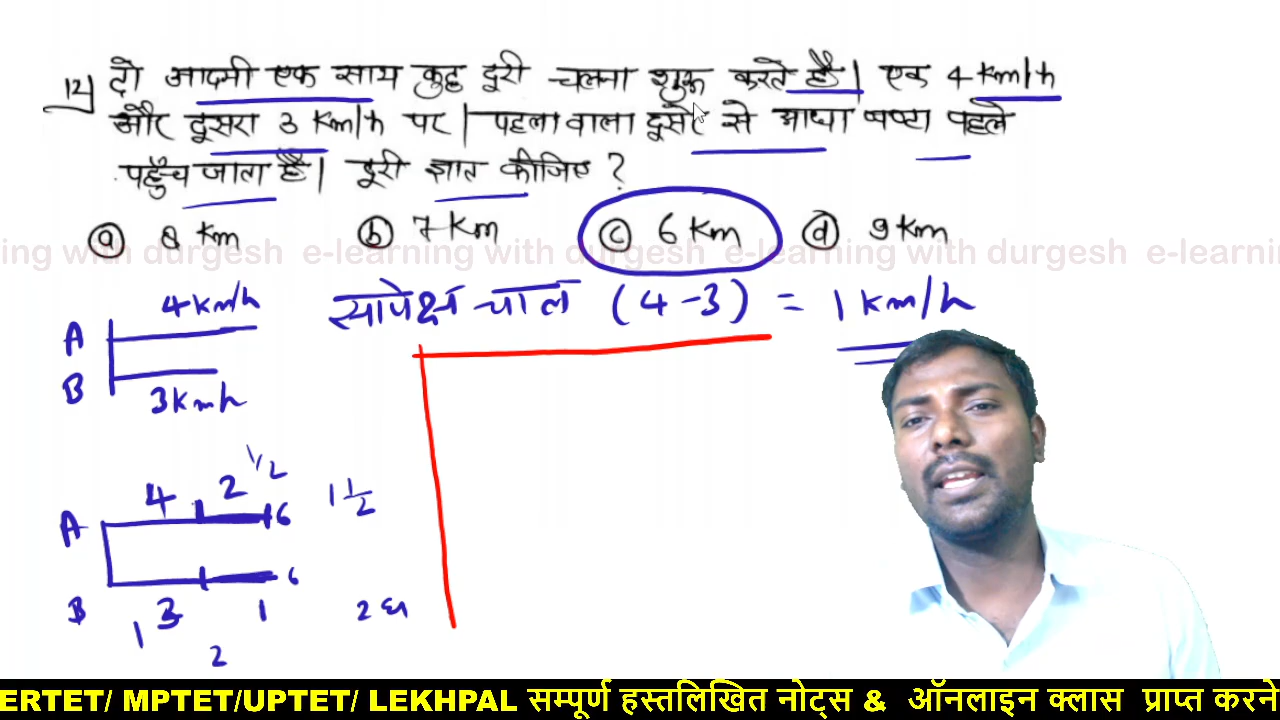 12) दो आदमी एक साथ कुछ दूरी चलना शुरू करते हैं। एक 4 km/h
और दूसरा 3 Km/h पर | पहला वाला दूसरे से आधा घण्टा पहले
पहुँच जाता है। दूरी ज्ञात कीजिए ?
(a) 8 Km (b) 7 Km (c) 6 Km (d) 9 Km
ing with durgesh e-learning with durgesh e-learning with durgesh e-learni
सापेक्ष चाल (4-3) = 1 km/h
4 km/h
A
B
3 kmh
1/2
4 2 1 1/2
A 6
6
B 3 1 2 घ
1
2
ERTET/ MPTET/UPTET/ LEKHPAL सम्पूर्ण हस्तलिखित नोट्स & ऑनलाइन क्लास प्राप्त करने